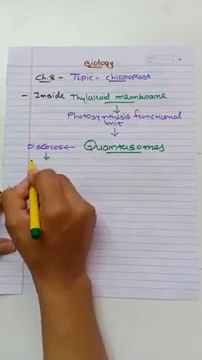 Biology
Ch.8 - Topic - chloroplast
- Inside Thylakoid membrane
↓
Photosynthesis functional
unit
↓
Discover ← Quantasomes
↓